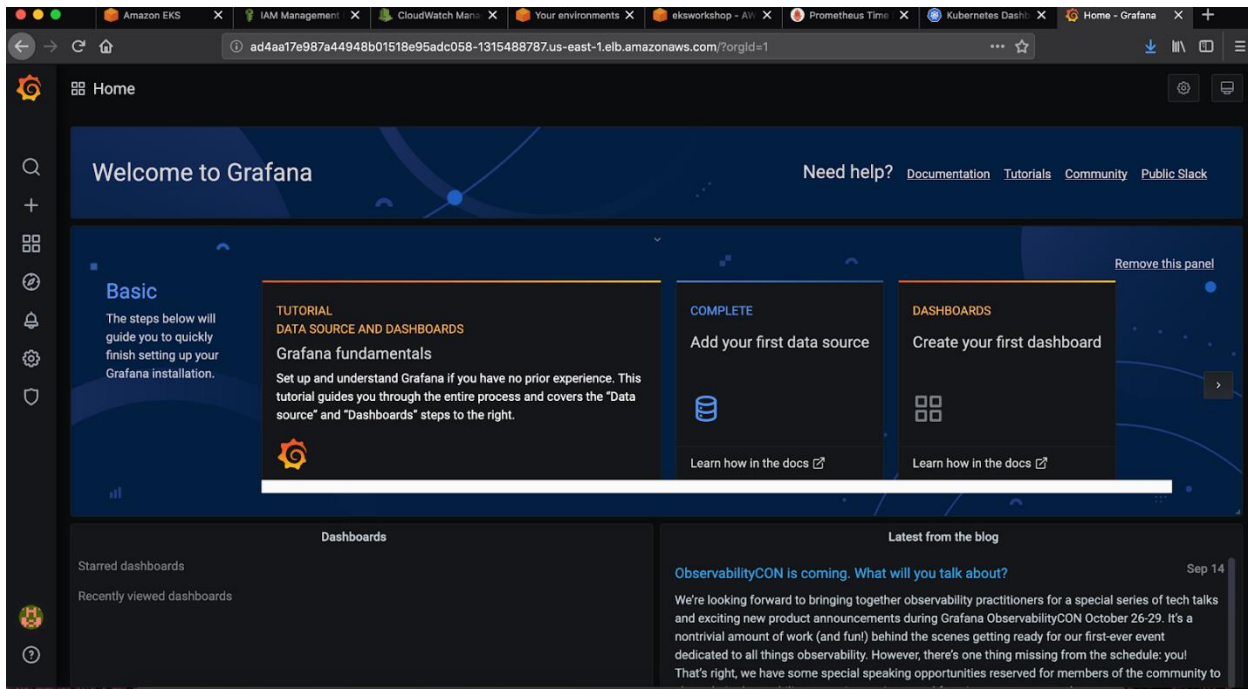 Amazon EKS
IAM Management
CloudWatch Mana
Your environments
eksworkshop - AW
Prometheus Time
Kubernetes Dashb
Home - Grafana
ad4aa17e987a44948b01518e95adc058-1315488787.us-east-1.elb.amazonaws.com/?orgId=1
Home
Welcome to Grafana
Need help? Documentation Tutorials Community Public Slack
Remove this panel
Basic
The steps below will
guide you to quickly
finish setting up your
Grafana installation.
TUTORIAL
DATA SOURCE AND DASHBOARDS
Grafana fundamentals
Set up and understand Grafana if you have no prior experience. This
tutorial guides you through the entire process and covers the “Data
source” and “Dashboards” steps to the right.
COMPLETE
Add your first data source
Learn how in the docs
DASHBOARDS
Create your first dashboard
Learn how in the docs
Dashboards
Starred dashboards
Recently viewed dashboards
Latest from the blog
ObservabilityCON is coming. What will you talk about?
Sep 14
We’re looking forward to bringing together observability practitioners for a special series of tech talks
and exciting new product announcements during Grafana ObservabilityCON October 26-29. It’s a
nontrivial amount of work (and fun!) behind the scenes getting ready for our first-ever event
dedicated to all things observability. However, there’s one thing missing from the schedule: you!
That’s right, we have some special speaking opportunities reserved for members of the community to